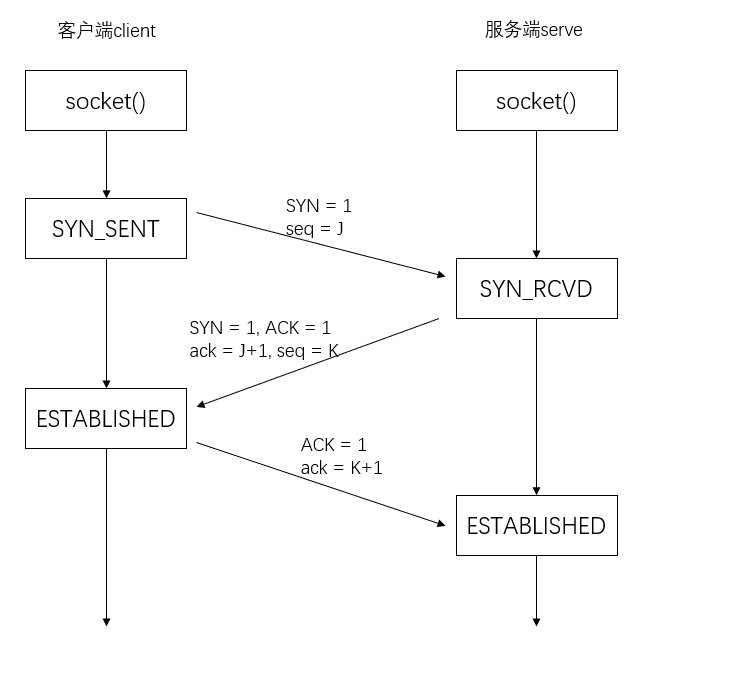 客户端client
服务端serve
socket()
socket()
SYN = 1
seq = J
SYN_SENT
SYN_RCVD
SYN = 1, ACK = 1
ack = J+1, seq = K
ESTABLISHED
ACK = 1
ack = K+1
ESTABLISHED